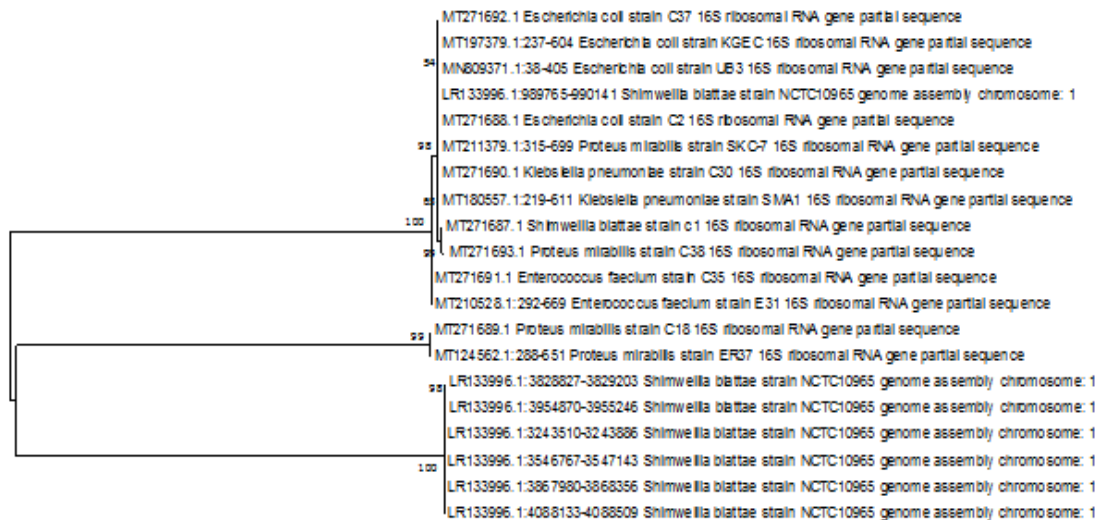 MT271692.1 Escherichia coli strain C37 16S ribosomal RNA gene partial sequence
MT197379.1:237-604 Escherichia coli strain KGEC 16S ribosomal RNA gene partial sequence
MN809371.1:38-405 Escherichia coli strain UB3 16S ribosomal RNA gene partial sequence
LR133996.1:989765-990141 Shimwellia blattae strain NCTC10965 genome assembly chromosome: 1
MT271688.1 Escherichia coli strain C2 16S ribosomal RNA gene partial sequence
98 MT211379.1:315-699 Proteus mirabilis strain SKC-7 16S ribosomal RNA gene partial sequence
MT271690.1 Klebsiella pneumoniae strain C30 16S ribosomal RNA gene partial sequence
MT180557.1:219-611 Klebsiella pneumoniae strain SMA1 16S ribosomal RNA gene partial sequence
100 MT271687.1 Shimwellia blattae strain c1 16S ribosomal RNA gene partial sequence
MT271693.1 Proteus mirabilis strain C38 16S ribosomal RNA gene partial sequence
MT271691.1 Enterococcus faecium strain C35 16S ribosomal RNA gene partial sequence
MT210528.1:292-669 Enterococcus faecium strain E31 16S ribosomal RNA gene partial sequence
MT271689.1 Proteus mirabilis strain C18 16S ribosomal RNA gene partial sequence
99 MT124562.1:288-651 Proteus mirabilis strain ER37 16S ribosomal RNA gene partial sequence
LR133996.1:3828827-3829203 Shimwellia blattae strain NCTC10965 genome assembly chromosome: 1
98 LR133996.1:3954870-3955246 Shimwellia blattae strain NCTC10965 genome assembly chromosome: 1
LR133996.1:3243510-3243886 Shimwellia blattae strain NCTC10965 genome assembly chromosome: 1
LR133996.1:3546767-3547143 Shimwellia blattae strain NCTC10965 genome assembly chromosome: 1
100 LR133996.1:3867980-3868356 Shimwellia blattae strain NCTC10965 genome assembly chromosome: 1
LR133996.1:4088133-4088509 Shimwellia blattae strain NCTC10965 genome assembly chromosome: 1